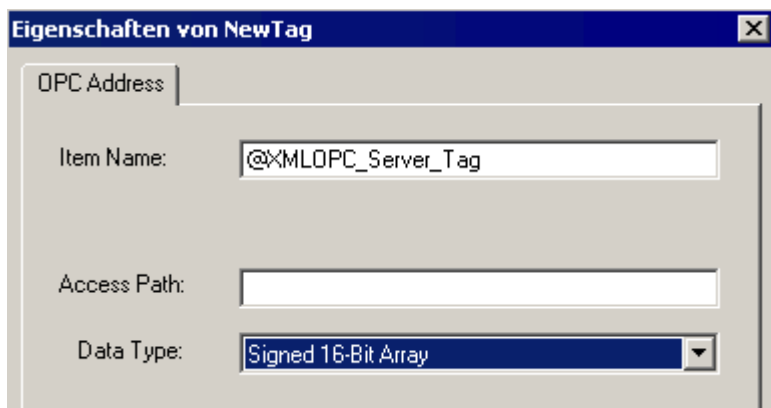 Eigenschaften von NewTag
OPC Address
Item Name: @XMLOPC_Server_Tag
Access Path:
Data Type: Signed 16-Bit Array